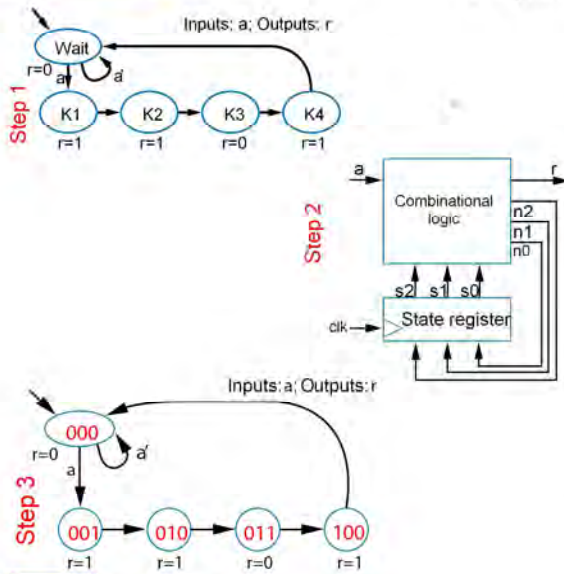 Step 1
Inputs: a; Outputs: r
Wait
r=0
a
a'
K1
K2
K3
K4
r=1
r=1
r=0
r=1
Step 2
a
r
Combinational
logic
n2
n1
n0
s2
s1
s0
clk
State register
Step 3
Inputs: a; Outputs: r
000
r=0
a
a'
001
010
011
100
r=1
r=1
r=0
r=1